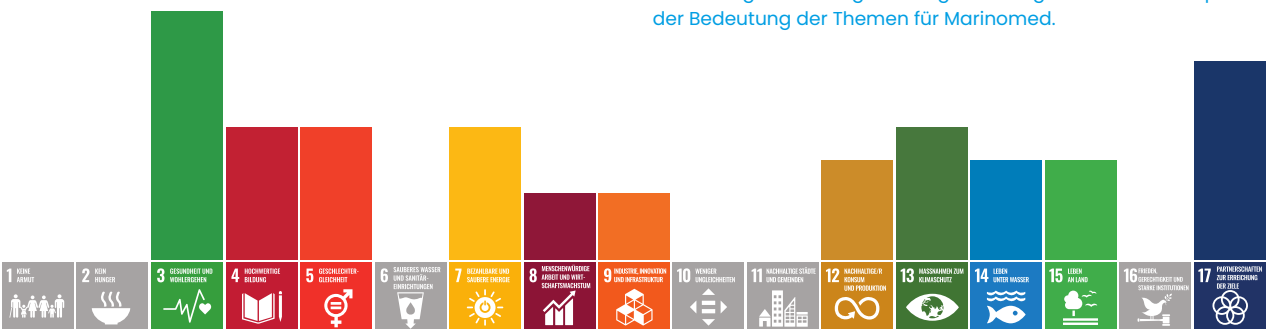 der Bedeutung der Themen für Marinomed.
1 KEINE
ARMUT
2 KEIN
HUNGER
3 GESUNDHEIT UND
WOHLERGEHEN
4 HOCHWERTIGE
BILDUNG
5 GESCHLECHTER-
GLEICHHEIT
6 SAUBERES WASSER
UND SANITÄR-
EINRICHTUNGEN
7 BEZAHLBARE UND
SAUBERE ENERGIE
8 MENSCHENWÜRDIGE
ARBEIT UND WIRT-
SCHAFTSWACHSTUM
9 INDUSTRIE, INNOVATION
UND INFRASTRUKTUR
10 WENIGER
UNGLEICHHEITEN
11 NACHHALTIGE STÄDTE
UND GEMEINDEN
12 NACHHALTIGE/R
KONSUM
UND PRODUKTION
13 MASSNAHMEN ZUM
KLIMASCHUTZ
14 LEBEN
UNTER WASSER
15 LEBEN
AN LAND
16 FRIEDEN,
GERECHTIGKEIT UND
STARKE INSTITUTIONEN
17 PARTNERSCHAFTEN
ZUR ERREICHUNG
DER ZIELE